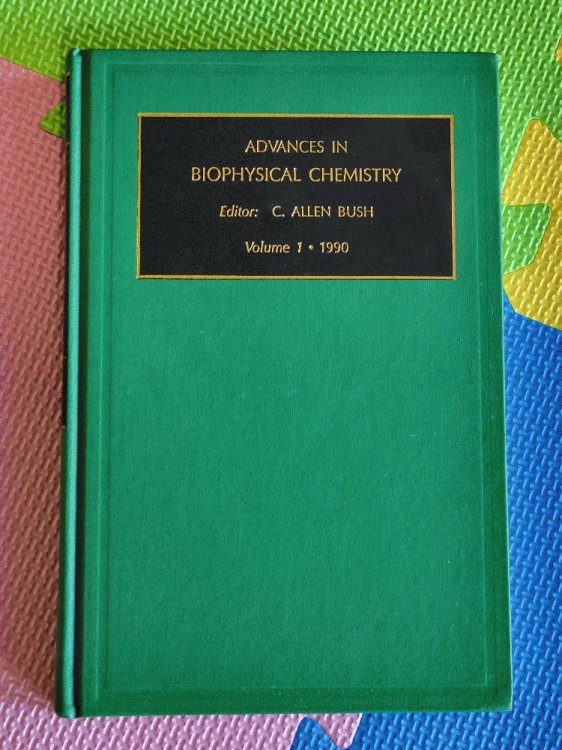 ADVANCES IN
BIOPHYSICAL CHEMISTRY
Editor: C. ALLEN BUSH
Volume 1 • 1990